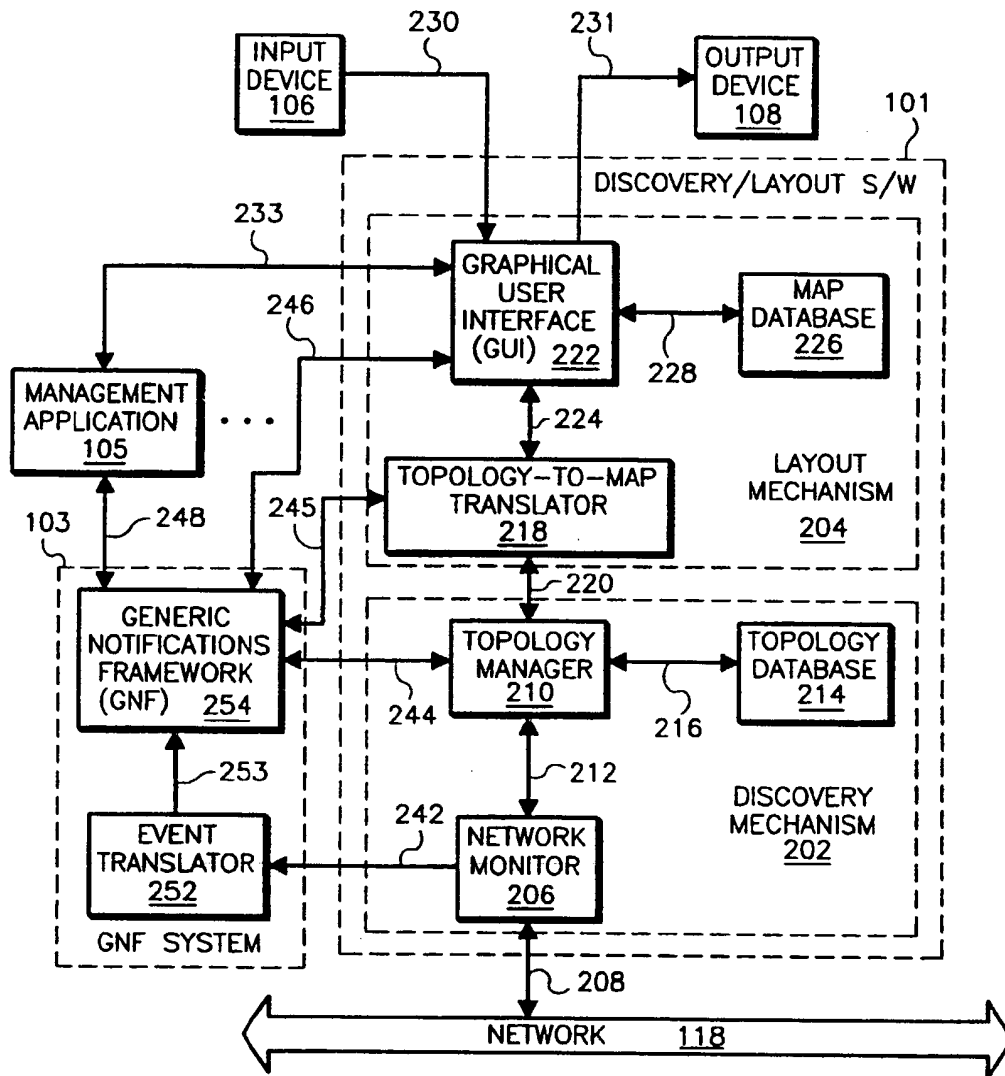 230
231
INPUT
DEVICE
106
OUTPUT
DEVICE
108
101
DISCOVERY/LAYOUT S/W
233
GRAPHICAL
USER
INTERFACE
(GUI) 222
MAP
DATABASE
226
246
228
MANAGEMENT
APPLICATION
105
...
224
TOPOLOGY-TO-MAP
TRANSLATOR
218
LAYOUT
MECHANISM
204
248
245
103
220
GENERIC
NOTIFICATIONS
FRAMEWORK
(GNF) 254
TOPOLOGY
MANAGER
210
TOPOLOGY
DATABASE
214
244
216
253
212
242
DISCOVERY
MECHANISM
202
EVENT
TRANSLATOR
252
NETWORK
MONITOR
206
GNF SYSTEM
208
NETWORK 118